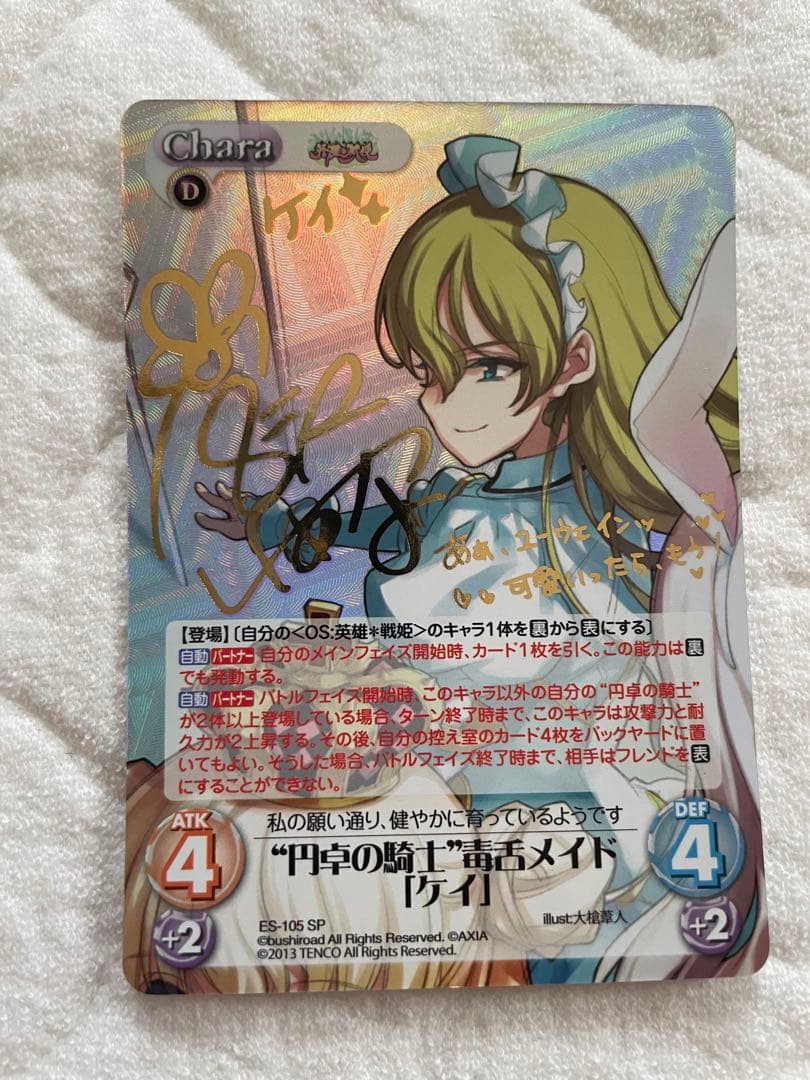 Chara
D
ケイ
ああ、ユーウェインッ
可愛いったら、もう!
【登場】〔自分の<OS:英雄*戦姫>のキャラ1体を裏から表にする〕
自動 パートナー 自分のメインフェイズ開始時、カード1枚を引く。この能力は裏
でも発動する。
自動 パートナー バトルフェイズ開始時、このキャラ以外の自分の“円卓の騎士”
が2体以上登場している場合、ターン終了時まで、このキャラは攻撃力と耐
久力が2上昇する。その後、自分の控え室のカード4枚をバックヤードに置
いてもよい。そうした場合、バトルフェイズ終了時まで、相手はフレンドを表
にすることができない。
私の願い通り、健やかに育っているようです
ATK
4
+2
“円卓の騎士”毒舌メイド
「ケイ」
DEF
4
+2
ES-105 SP
illust:大槍葦人
©bushiroad All Rights Reserved. ©AXIA
©2013 TENCO All Rights Reserved.